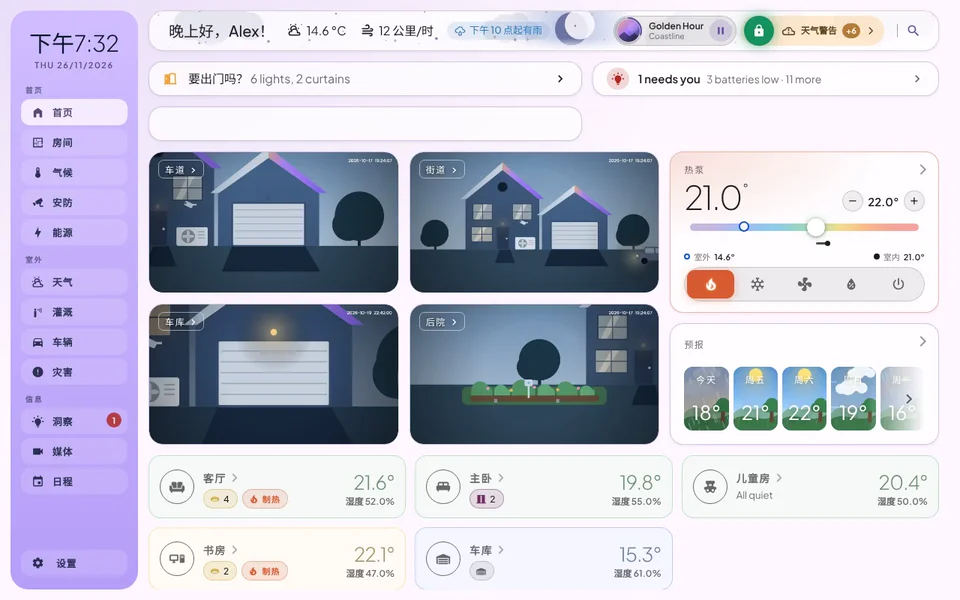 下午7:32
THU 26/11/2026
首页
首页
房间
气候
安防
能源
室外
天气
灌溉
车辆
灾害
信息
洞察 1
媒体
日程
设置
晚上好，Alex！
14.6 °C
12 公里/时
下午 10 点起有雨
Golden Hour
Coastline
天气警告 +6
要出门吗？ 6 lights, 2 curtains
1 needs you 3 batteries low · 11 more
车道
街道
车库
后院
热泵
21.0°
− 22.0° +
室外 14.6°
室内 21.0°
预报
今天 18°
周五 21°
周六 22°
19°
16°
客厅
4 制热
21.6°
湿度 52.0%
主卧
2
19.8°
湿度 55.0%
儿童房
All quiet
20.4°
湿度 50.0%
书房
2 制热
22.1°
湿度 47.0%
车库
15.3°
湿度 61.0%